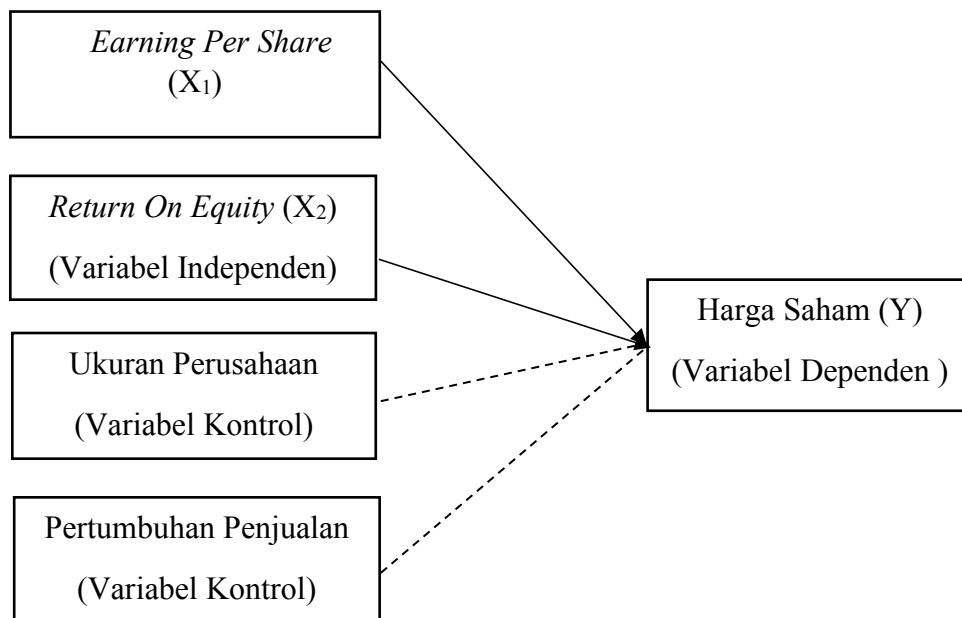 Earning Per Share
(X₁)
Return On Equity (X₂)
(Variabel Independen)
Ukuran Perusahaan
(Variabel Kontrol)
Pertumbuhan Penjualan
(Variabel Kontrol)
Harga Saham (Y)
(Variabel Dependen )